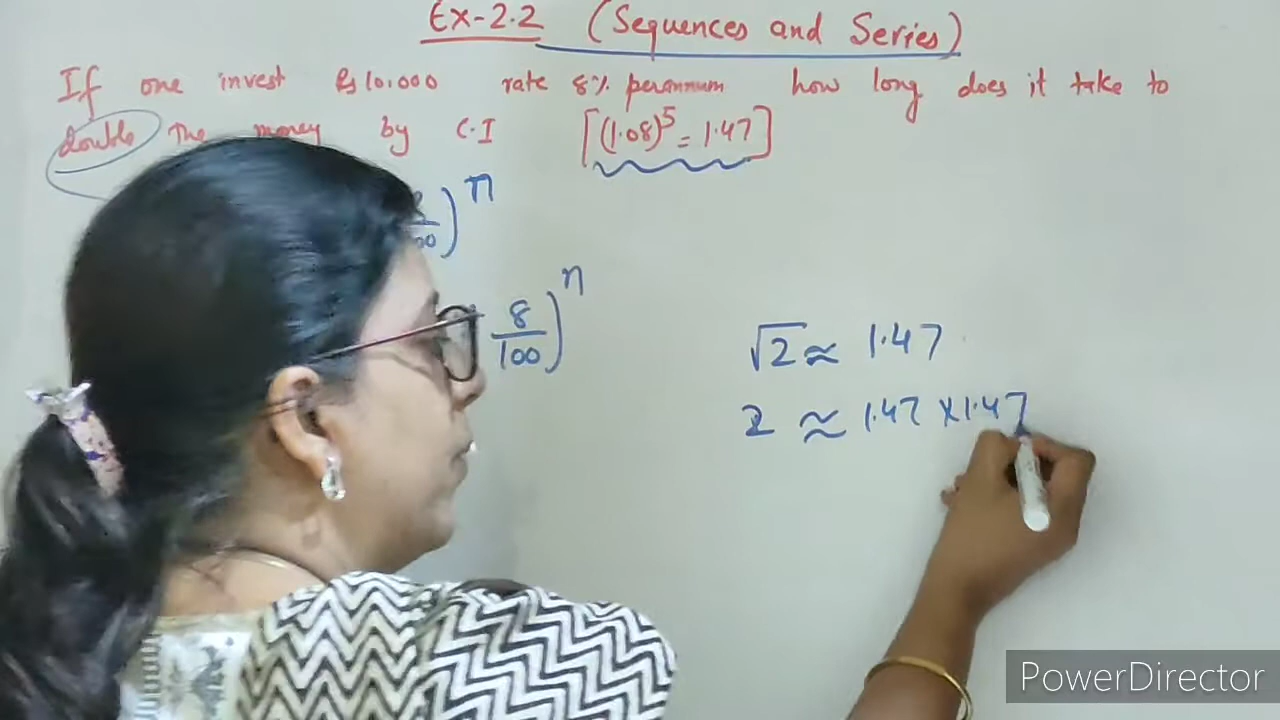 Ex-2.2 (Sequences and Series)
If one invest Rs 10,000 rate 8% perannum how long does it take to
double the money by C.I [(1.08)^5 = 1.47]
)^n
8/100)^n
√2 ≈ 1.47
2 ≈ 1.47 x 1.47
PowerDirector